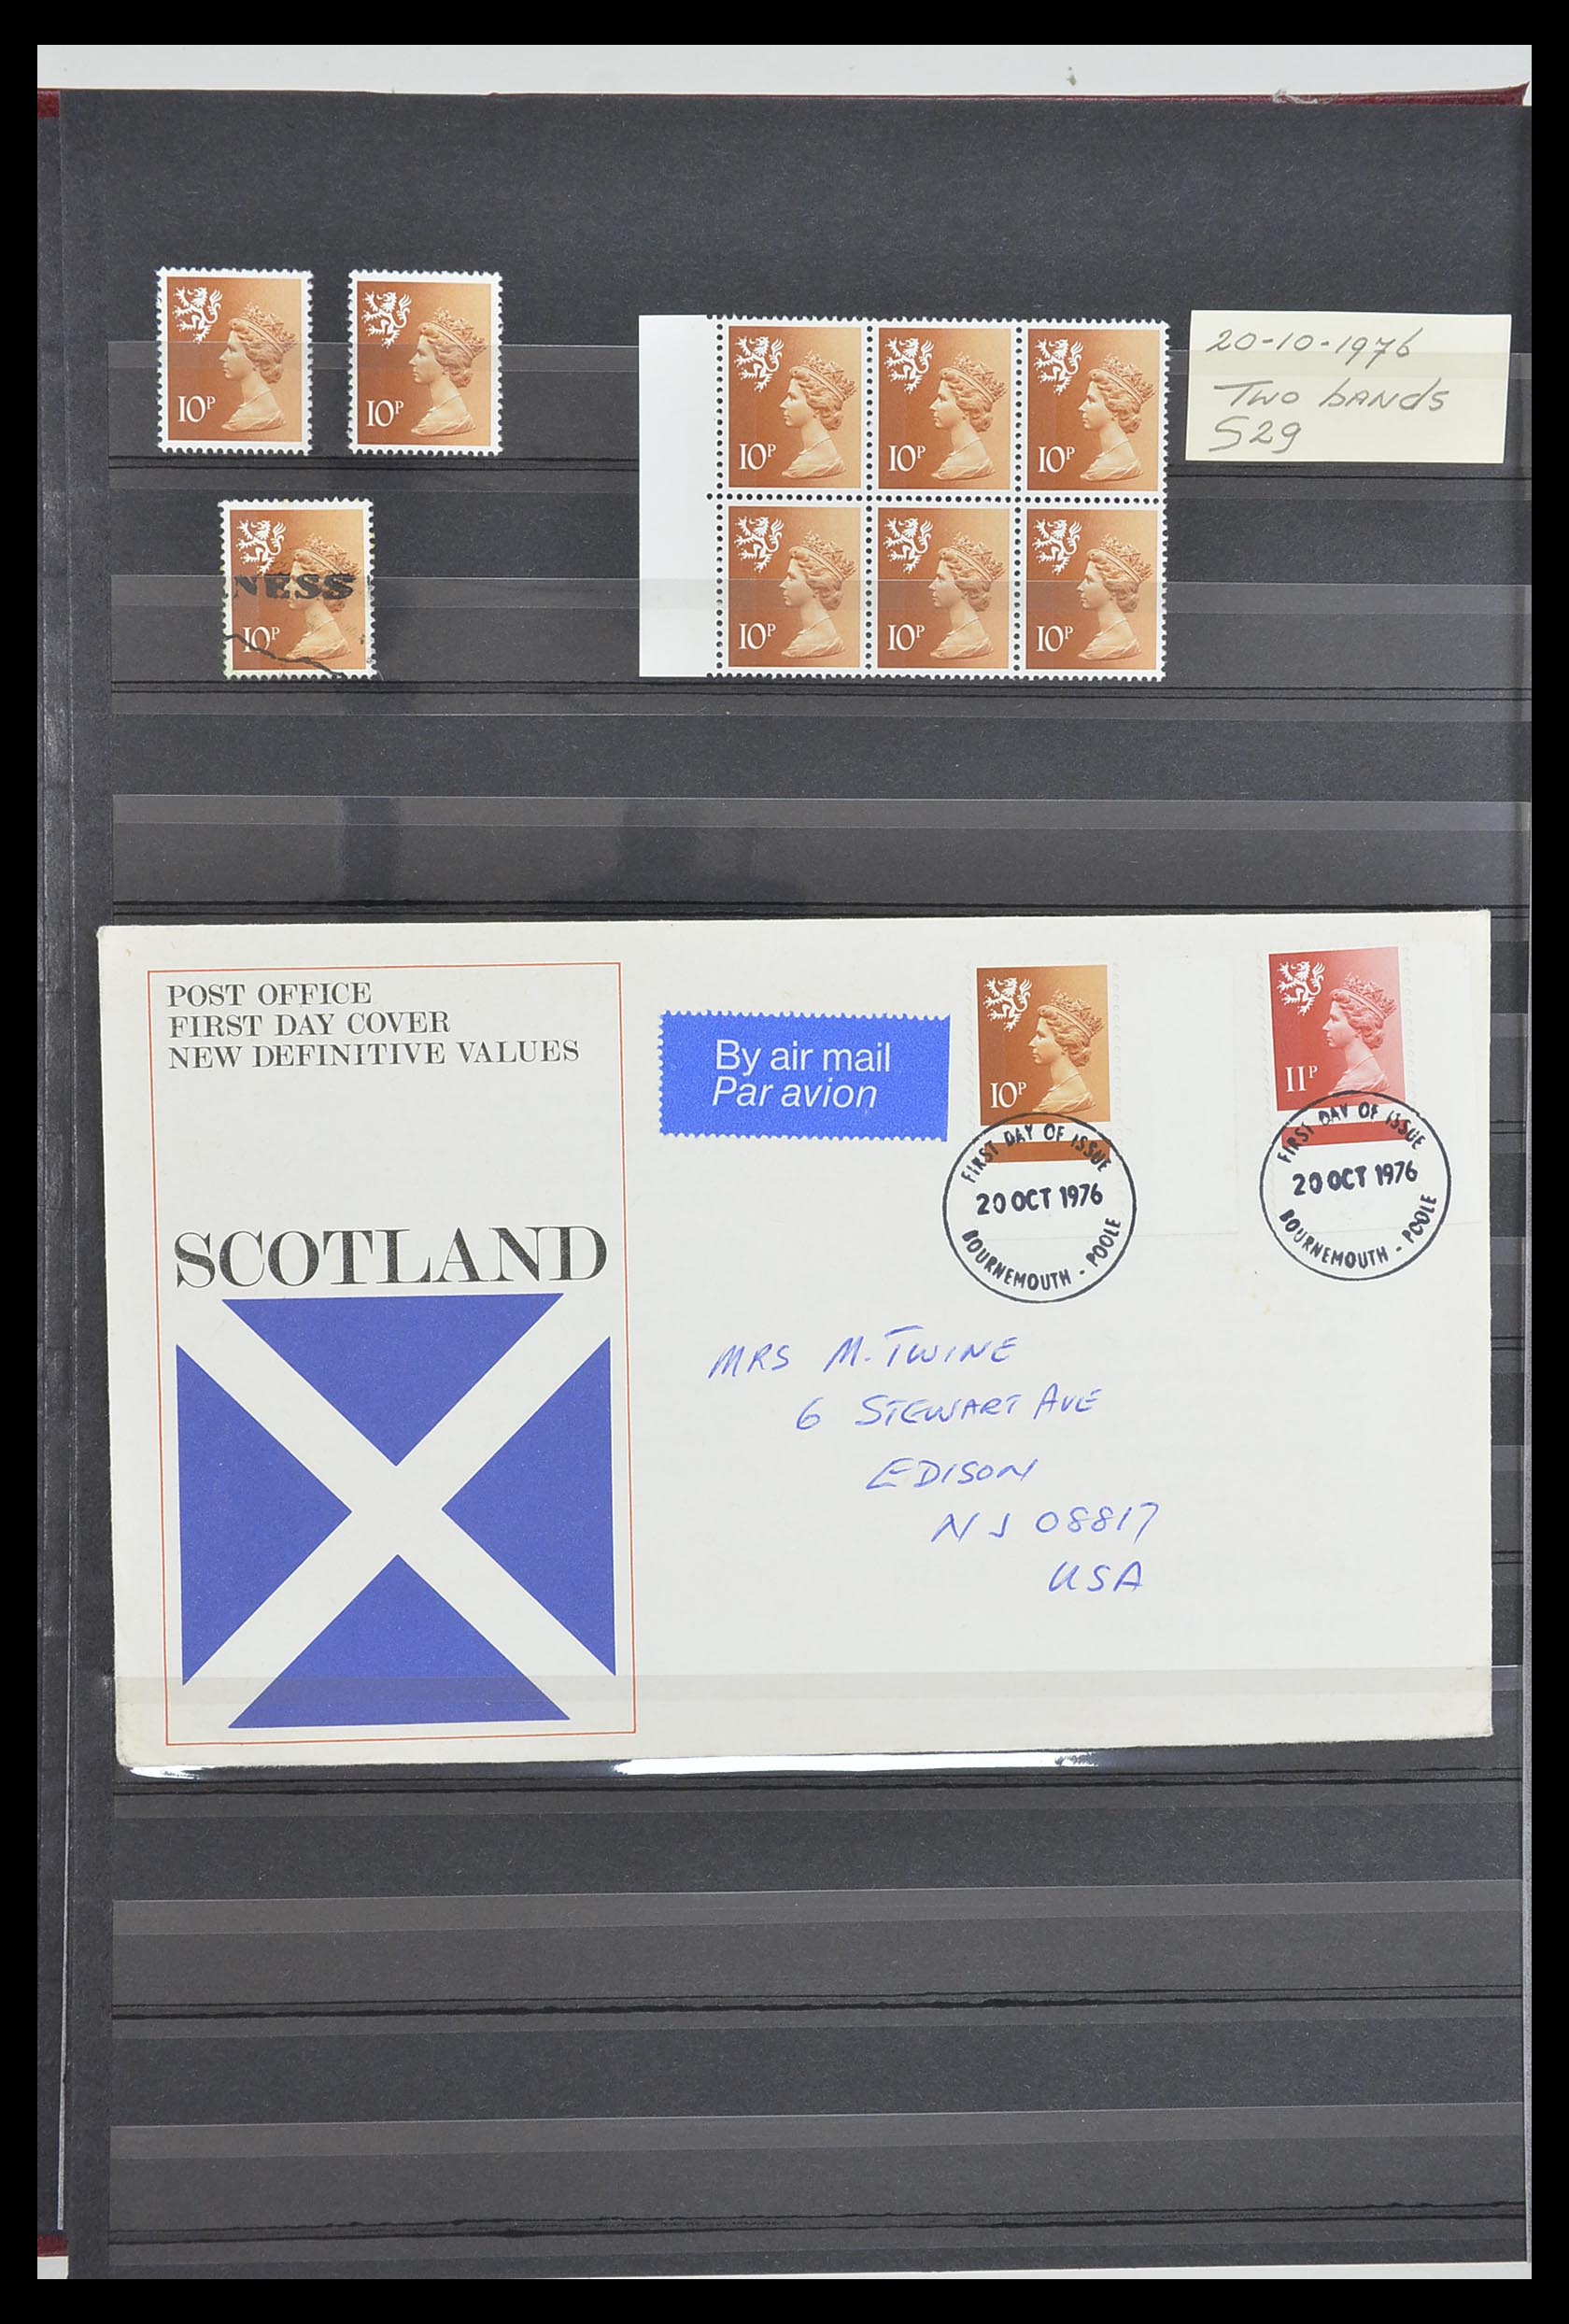 10P
10P
NESS
10P
10P 10P 10P
10P 10P 10P
20-10-1976
TWO bANdS
S29
POST OFFICE
FIRST DAY COVER
NEW DEFINITIVE VALUES
SCOTLAND
By air mail
Par avion
10P
11P
FIRST DAY OF ISSUE
20 OCT 1976
BOURNEMOUTH - POOLE
FIRST DAY OF ISSUE
20 OCT 1976
BOURNEMOUTH - POOLE
MRS M. TWINE
6 STEWART AVE
EDISON
NJ 08817
USA